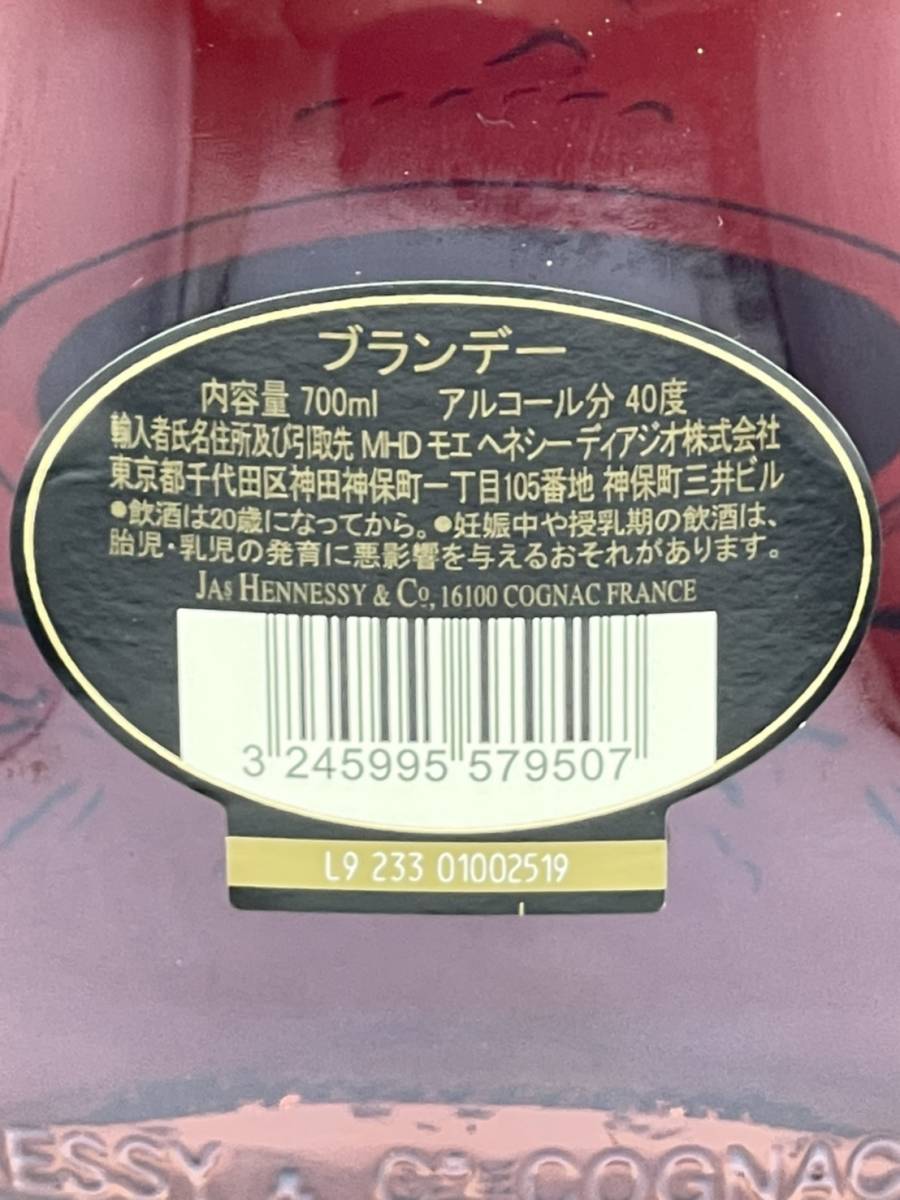 ブランデー
内容量 700ml アルコール分 40度
輸入者氏名住所及び引取先 MHD モエ ヘネシー ディアジオ株式会社
東京都千代田区神田神保町一丁目105番地 神保町三井ビル
●飲酒は20歳になってから。●妊娠中や授乳期の飲酒は、
胎児・乳児の発育に悪影響を与えるおそれがあります。
JAS HENNESSY & Cº, 16100 COGNAC FRANCE
3 245995 579507
L9 233 01002519
ESSY & Cº COGNAC